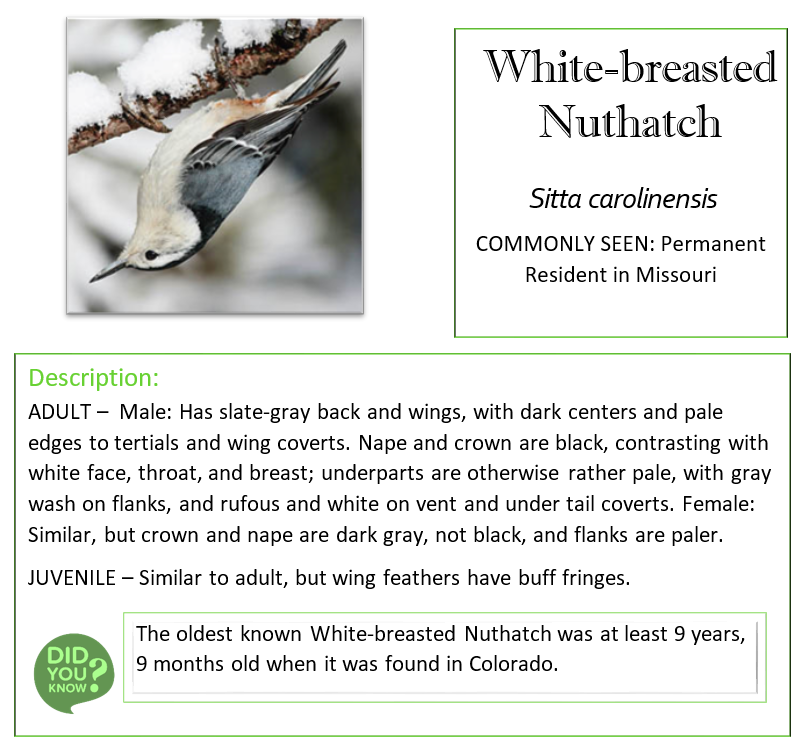 White-breasted
Nuthatch
Sitta carolinensis
COMMONLY SEEN: Permanent
Resident in Missouri
Description:
ADULT – Male: Has slate-gray back and wings, with dark centers and pale
edges to tertials and wing coverts. Nape and crown are black, contrasting with
white face, throat, and breast; underparts are otherwise rather pale, with gray
wash on flanks, and rufous and white on vent and under tail coverts. Female:
Similar, but crown and nape are dark gray, not black, and flanks are paler.
JUVENILE – Similar to adult, but wing feathers have buff fringes.
DID
YOU
KNOW?
The oldest known White-breasted Nuthatch was at least 9 years,
9 months old when it was found in Colorado.